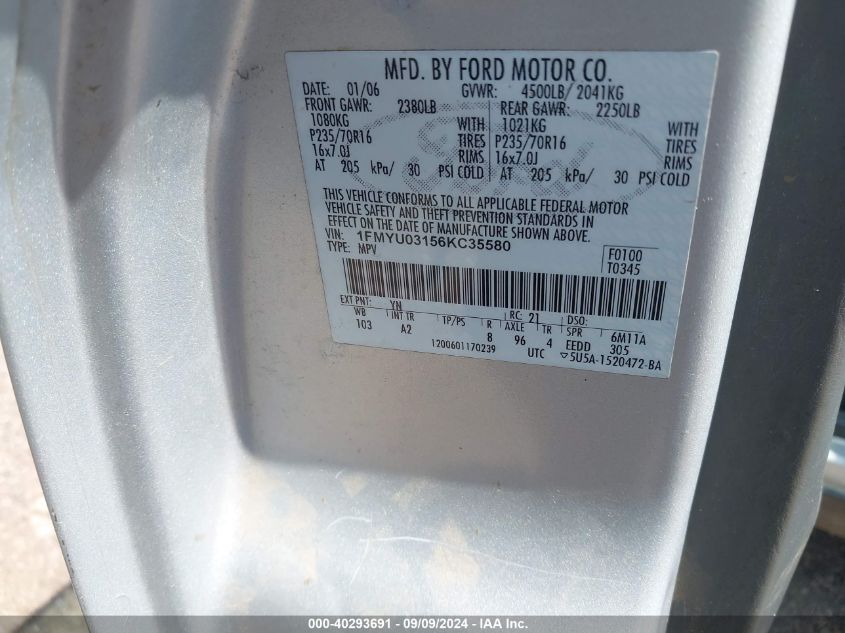 MFD. BY FORD MOTOR CO.
DATE: 01/06 GVWR: 4500LB/ 2041KG
FRONT GAWR: 2380LB REAR GAWR: 2250LB
1080KG WITH 1021KG WITH
P235/70R16 TIRES P235/70R16 TIRES
16x7.0J RIMS 16x7.0J RIMS
AT 205 kPa/ 30 PSI COLD AT 205 kPa/ 30 PSI COLD
THIS VEHICLE CONFORMS TO ALL APPLICABLE FEDERAL MOTOR
VEHICLE SAFETY AND THEFT PREVENTION STANDARDS IN
EFFECT ON THE DATE OF MANUFACTURE SHOWN ABOVE.
VIN: 1FMYU03156KC35580
TYPE: MPV
F0100
T0345
EXT PNT: YN RC: 21 DSO:
WB INT TR TP/PS R AXLE TR SPR 6M11A
103 A2 8 96 4 EEDD 305
1200601170239 UTC ▽5U5A-1520472-BA
Ford
000-40293691 - 09/09/2024 - IAA Inc.